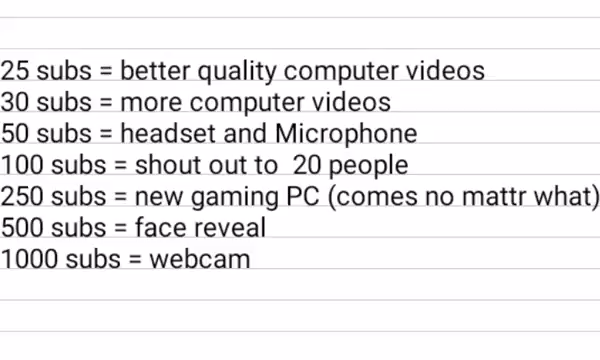 25 subs = better quality computer videos
30 subs = more computer videos
50 subs = headset and Microphone
100 subs = shout out to  20 people
250 subs = new gaming PC (comes no mattr what)
500 subs = face reveal
1000 subs = webcam